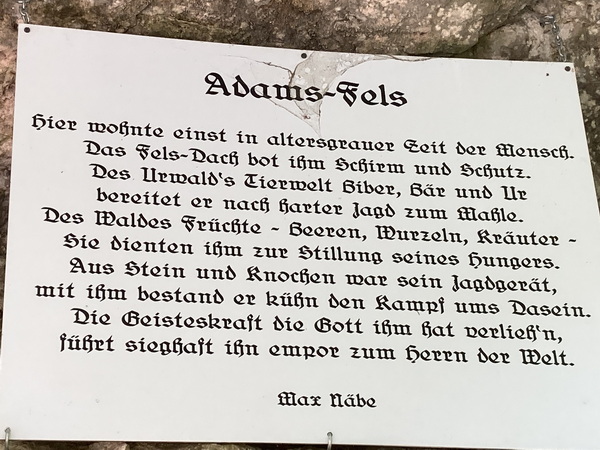 Adams-Fels
Hier wohnte einst in altersgrauer Zeit der Mensch.
Das Fels-Dach bot ihm Schirm und Schutz.
Des Urwald's Tierwelt Biber, Bär und Ur
bereitet er nach harter Jagd zum Mahle.
Des Waldes Früchte - Beeren, Wurzeln, Kräuter -
Sie dienten ihm zur Stillung seines Hungers.
Aus Stein und Knochen war sein Jagdgerät,
mit ihm bestand er kühn den Kampf ums Dasein.
Die Geisteskraft die Gott ihm hat verlieh'n,
führt sieghaft ihn empor zum Herrn der Welt.
Max Näbe